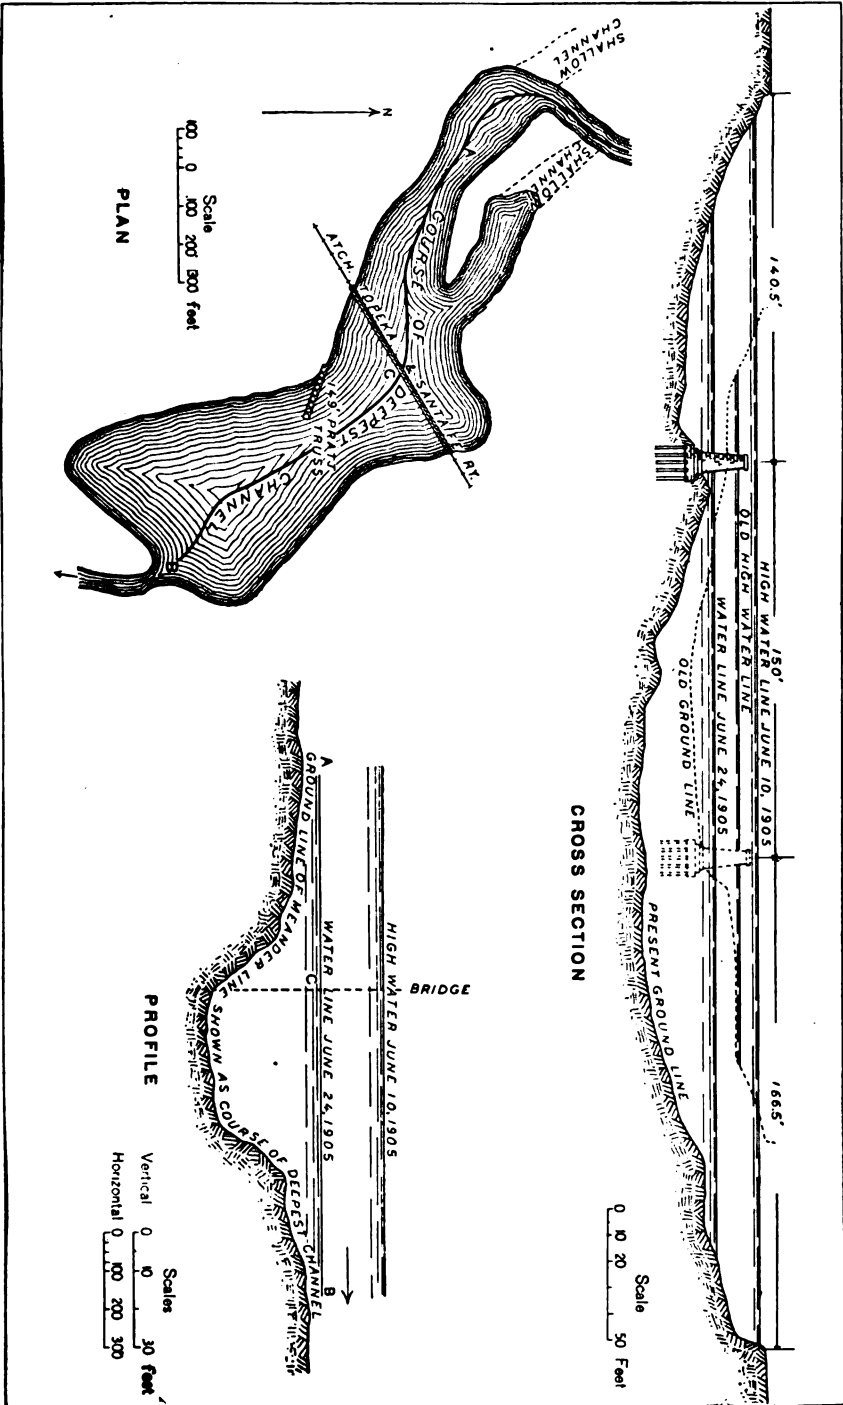 140.5'
150'
166.5'
HIGH WATER LINE JUNE 10, 1905
OLD HIGH WATER LINE
WATER LINE JUNE 24, 1905
OLD GROUND LINE
PRESENT GROUND LINE
CROSS SECTION
Scale
0 10 20 50 Feet
SHALLOW
CHANNEL
SHALLOW
CHANNEL
N
A
COURSE OF
DEEPEST
CHANNEL
ATCH. TOPEKA & SANTA FE RY.
C
149' PRATT
TRUSS
B
Scale
100 0 100 200 300 feet
PLAN
BRIDGE
HIGH WATER JUNE 10, 1905
A
C
B
WATER LINE JUNE 24, 1905
GROUND LINE OF MEANDER LINE SHOWN AS COURSE OF DEEPEST CHANNEL
PROFILE
Scales
Vertical 0 10 30 feet
Horizontal 0 100 200 300